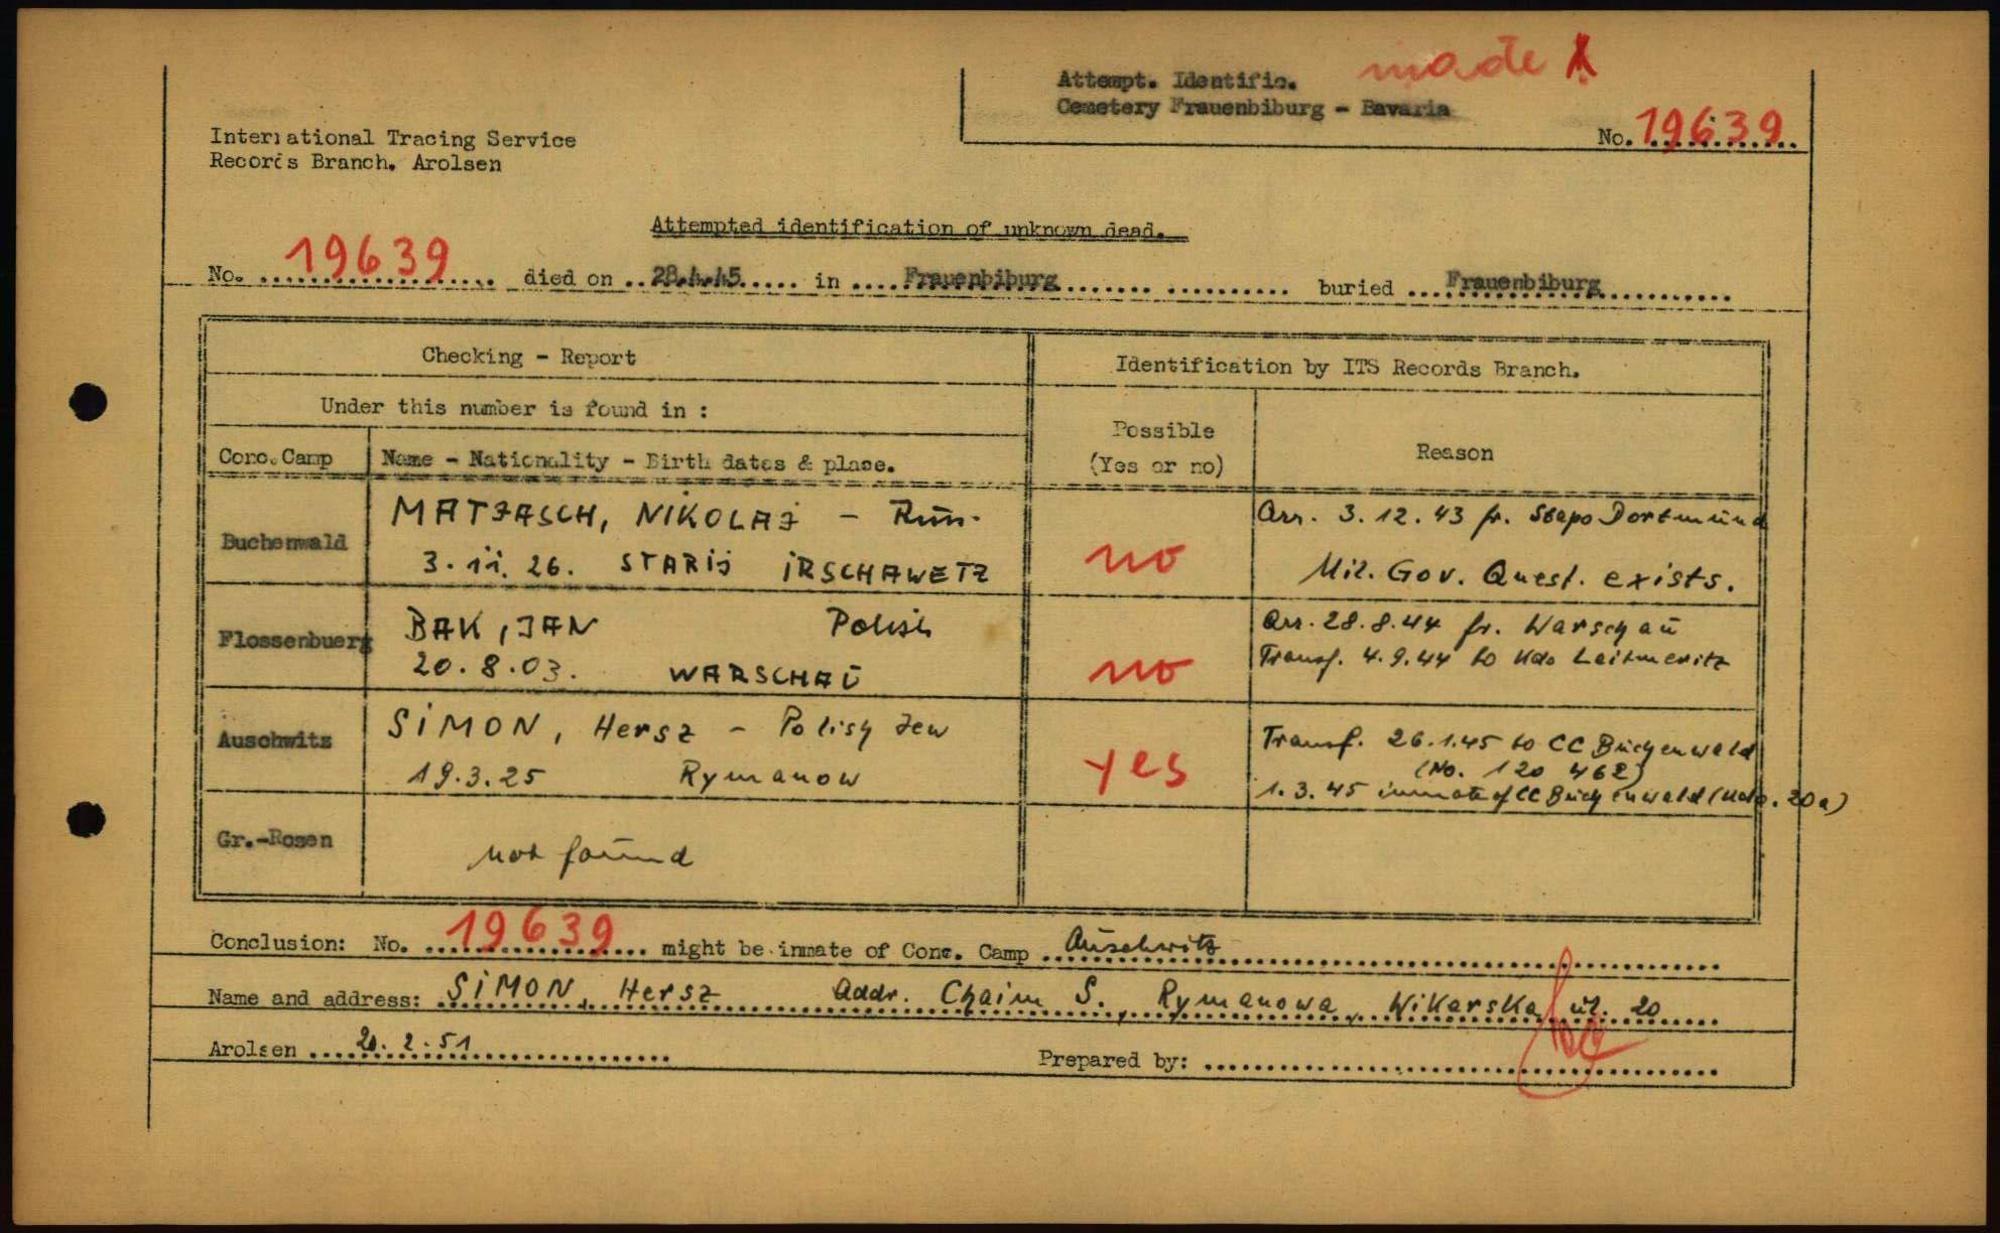 Attempt. Identific. made
Cemetery Frauenbiburg - Bavaria
No. 19639
International Tracing Service
Records Branch. Arolsen
Attempted identification of unknown dead.
No. 19639 died on 28.4.45 in Frauenbiburg buried Frauenbiburg
Checking - Report
Identification by ITS Records Branch.
Under this number is found in :
Conc. Camp
Name - Nationality - Birth dates & place.
Possible
(Yes or no)
Reason
Buchenwald
MATJASCH, NIKOLAJ -
3.11.26. STARIJ IRSCHAWETZ
no
Arr. 3.12.43 fr. Stapo Dortmund
Mil. Gov. Quest. exists.
Flossenbuerg
BAK, JAN Polish
20.8.03. WARSCHAU
no
Arr. 28.8.44 fr. Warschau
Transf. 4.9.44 to Kdo Leitmeritz
Auschwitz
SIMON, Hersz - Polish Jew
19.3.25 Rymanow
yes
Transf. 26.1.45 to CC Buchenwald
(No. 120 462)
1.3.45 inmate of CC Buchenwald (Kdo. 20a)
Gr.-Rosen
not found
Conclusion: No. 19639 might be inmate of Conc. Camp Auschwitz
Name and address: SIMON, Hersz Addr. Chaim S., Rymanowa, Wikarska ul. 20
Arolsen 20.2.51
Prepared by: